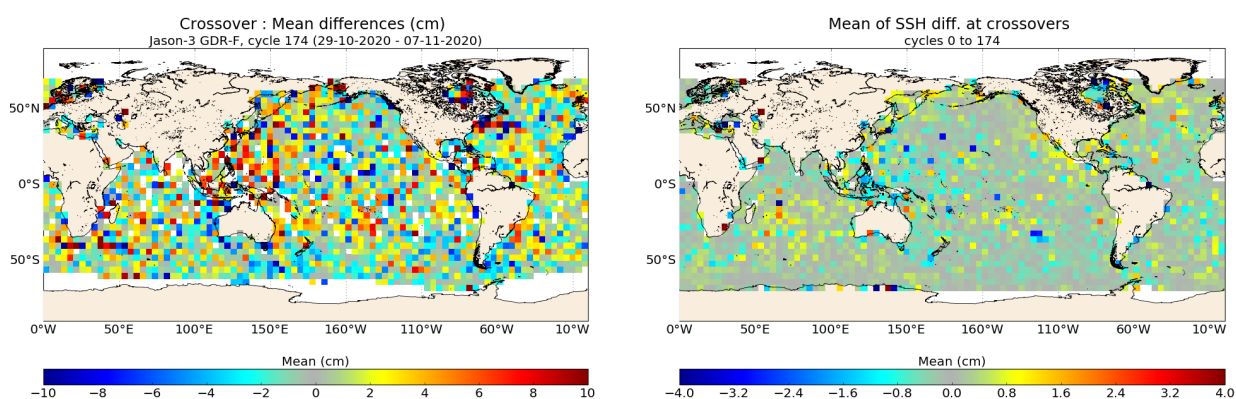 Crossover : Mean differences (cm)
Jason-3 GDR-F, cycle 174 (29-10-2020 - 07-11-2020)
50°N
0°S
50°S
0°W 50°E 100°E 150°E 160°W 110°W 60°W 10°W
Mean (cm)
−10 −8 −6 −4 −2 0 2 4 6 8 10
Mean of SSH diff. at crossovers
cycles 0 to 174
50°N
0°S
50°S
0°W 50°E 100°E 150°E 160°W 110°W 60°W 10°W
Mean (cm)
−4.0 −3.2 −2.4 −1.6 −0.8 0.0 0.8 1.6 2.4 3.2 4.0